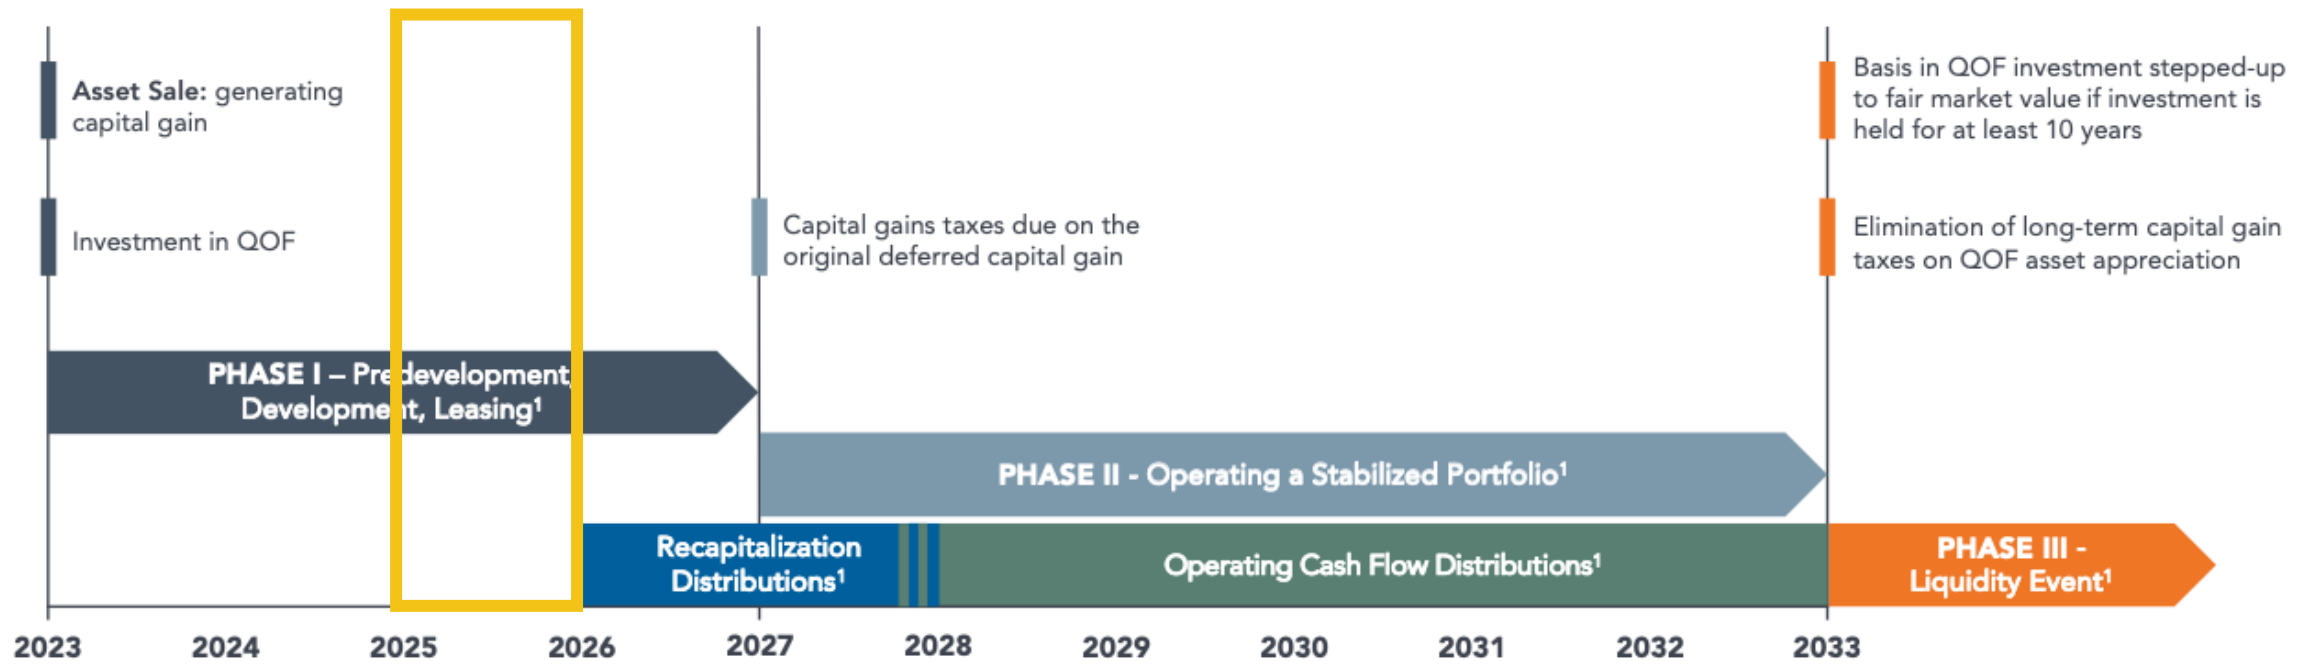 Asset Sale: generating
capital gain
Investment in QOF
Capital gains taxes due on the
original deferred capital gain
Basis in QOF investment stepped-up
to fair market value if investment is
held for at least 10 years
Elimination of long-term capital gain
taxes on QOF asset appreciation
PHASE I – Predevelopment,
Development, Leasing¹
PHASE II - Operating a Stabilized Portfolio¹
Recapitalization
Distributions¹
Operating Cash Flow Distributions¹
PHASE III -
Liquidity Event¹
2023 2024 2025 2026 2027 2028 2029 2030 2031 2032 2033